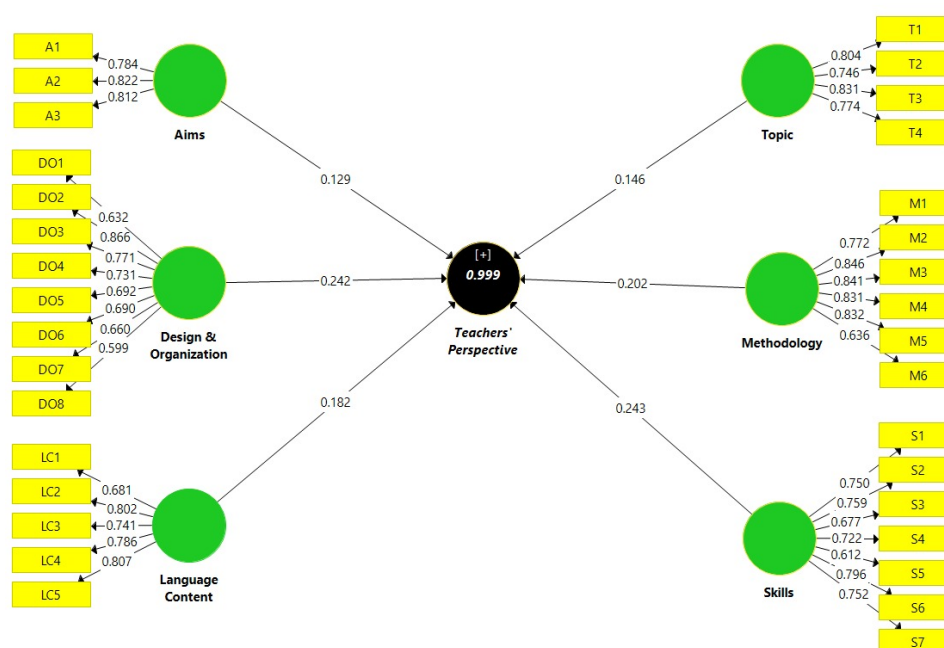 A1
A2
A3
0.784
0.822
0.812
Aims
DO1
DO2
DO3
DO4
DO5
DO6
DO7
DO8
0.632
0.866
0.771
0.731
0.692
0.690
0.660
0.599
Design &
Organization
LC1
LC2
LC3
LC4
LC5
0.681
0.802
0.741
0.786
0.807
Language
Content
0.129
0.242
0.182
[+]
0.999
Teachers'
Perspective
0.146
0.202
0.243
Topic
0.804
0.746
0.831
0.774
T1
T2
T3
T4
Methodology
0.772
0.846
0.841
0.831
0.832
0.636
M1
M2
M3
M4
M5
M6
Skills
0.750
0.759
0.677
0.722
0.612
0.796
0.752
S1
S2
S3
S4
S5
S6
S7